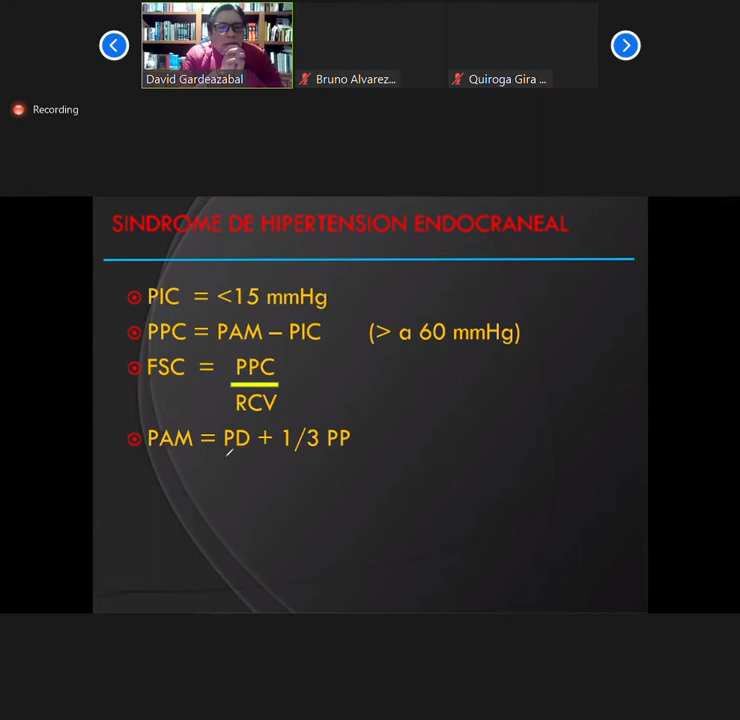 David Gardeazabal
Bruno Alvarez...
Quiroga Gira ...
Recording
SINDROME DE HIPERTENSION ENDOCRANEAL
PIC = <15 mmHg
PPC = PAM – PIC (> a 60 mmHg)
FSC = PPC
RCV
PAM = PD + 1/3 PP